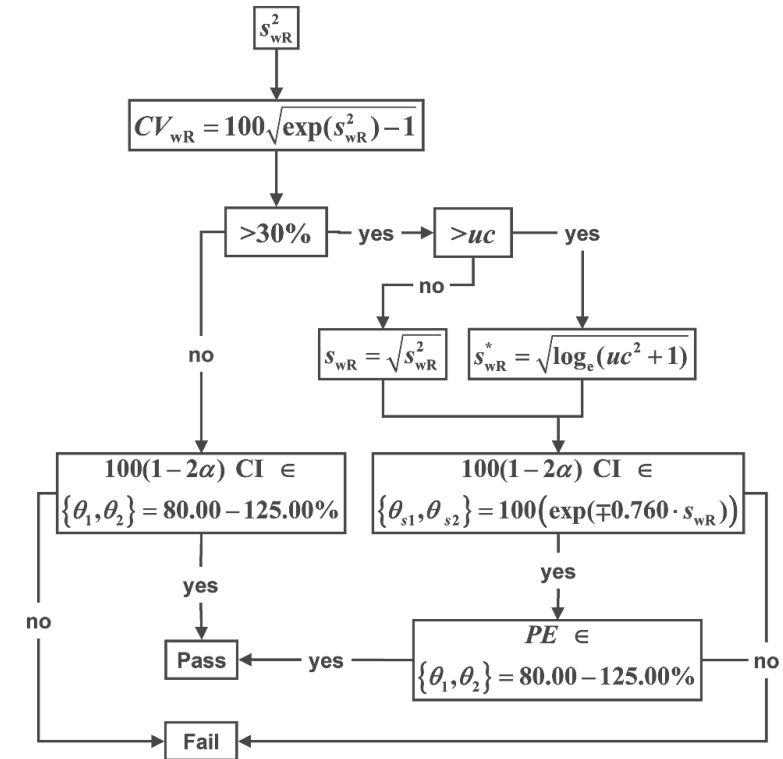 s²wR
CVwR = 100√(exp(s²wR) − 1)
>30%
yes
>uc
yes
no
no
swR = √(s²wR)
s*wR = √(logₑ(uc² + 1))
100(1 − 2α) CI ∈
{θ₁,θ₂} = 80.00 − 125.00%
100(1 − 2α) CI ∈
{θs1,θs2} = 100(exp(∓0.760 · swR))
yes
yes
no
PE ∈
{θ₁,θ₂} = 80.00 − 125.00%
Pass
yes
no
Fail